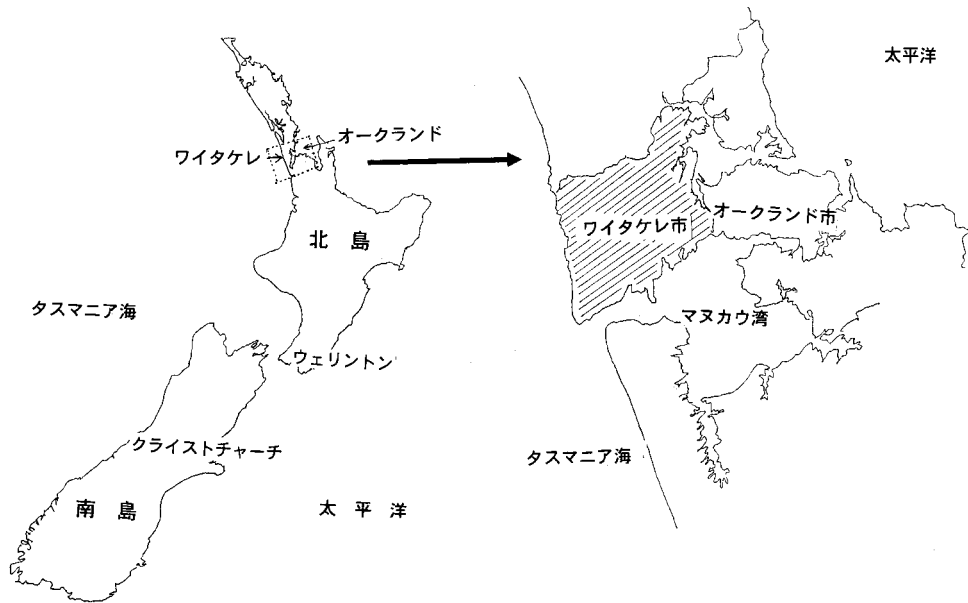 オークランド
ワイタケレ
北 島
タスマニア海
ウェリントン
クライストチャーチ
南 島
太 平 洋
太平洋
ワイタケレ市
オークランド市
マヌカウ湾
タスマニア海